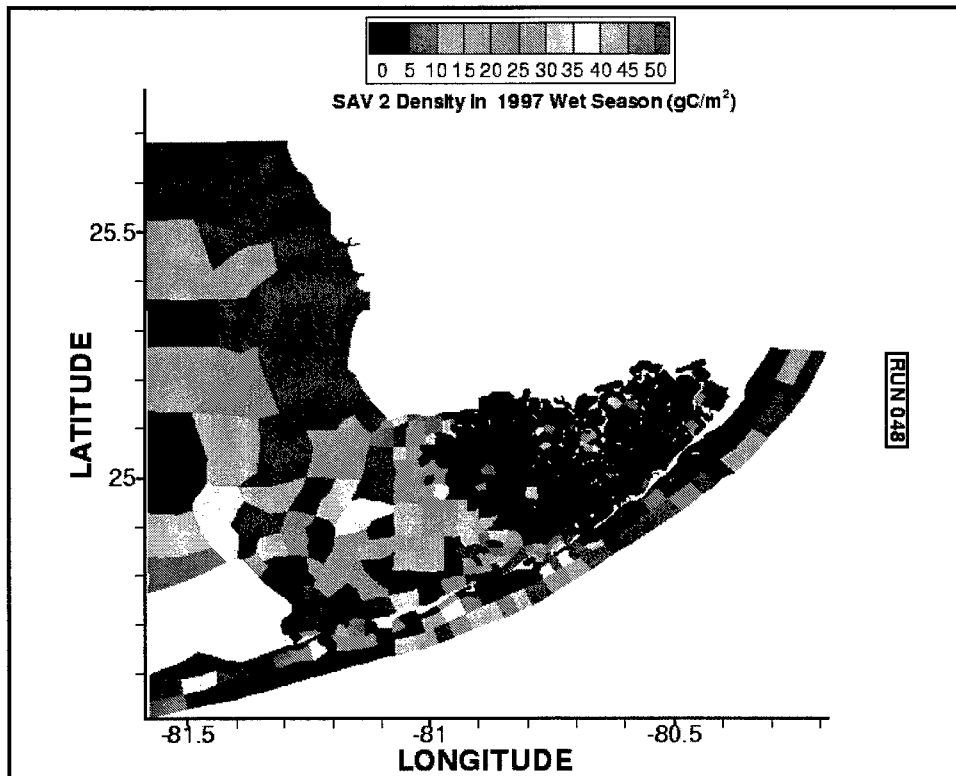 0 5 10 15 20 25 30 35 40 45 50
SAV 2 Density in 1997 Wet Season (gC/m²)
25.5
LATITUDE
25
RUN 048
-81.5 -81 -80.5
LONGITUDE